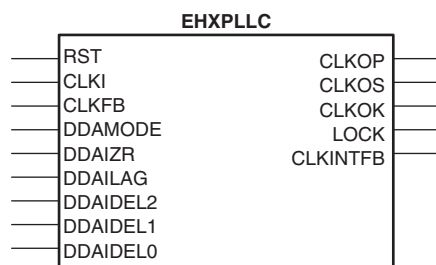 EHXPLLC
RST
CLKI
CLKFB
DDAMODE
DDAIZR
DDAILAG
DDAIDEL2
DDAIDEL1
DDAIDEL0
CLKOP
CLKOS
CLKOK
LOCK
CLKINTFB